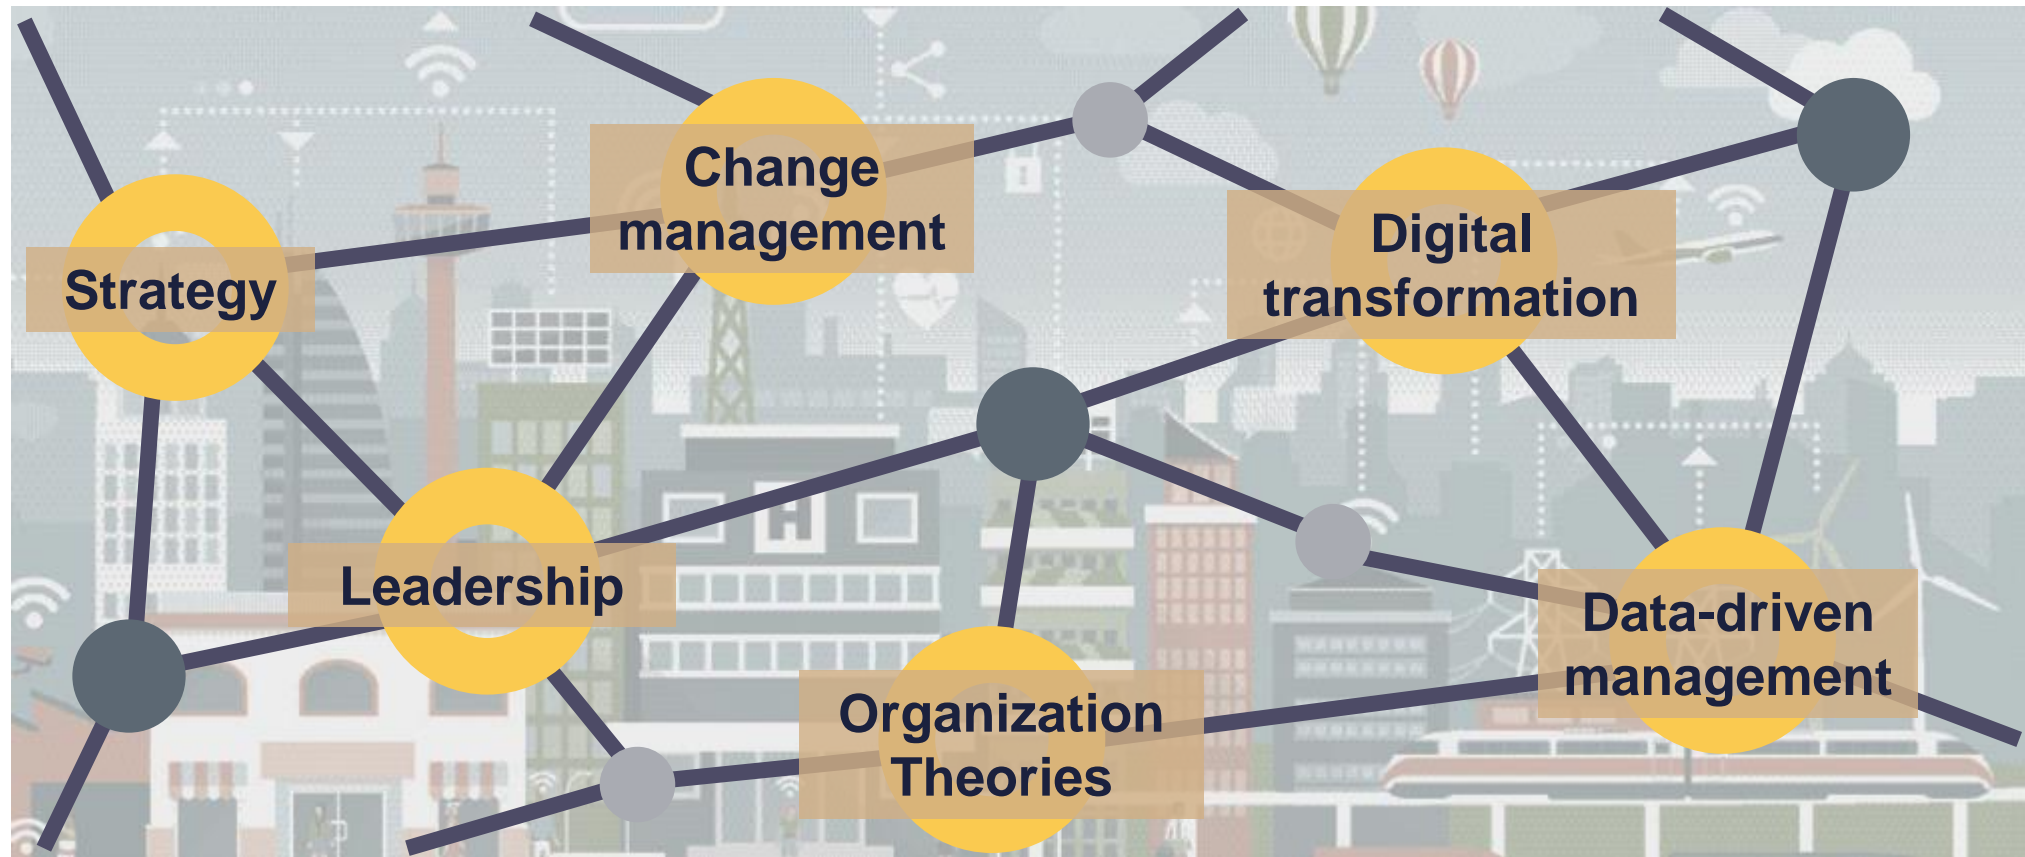 Change
management
Digital
transformation
Strategy
Leadership
Data-driven
management
Organization
Theories